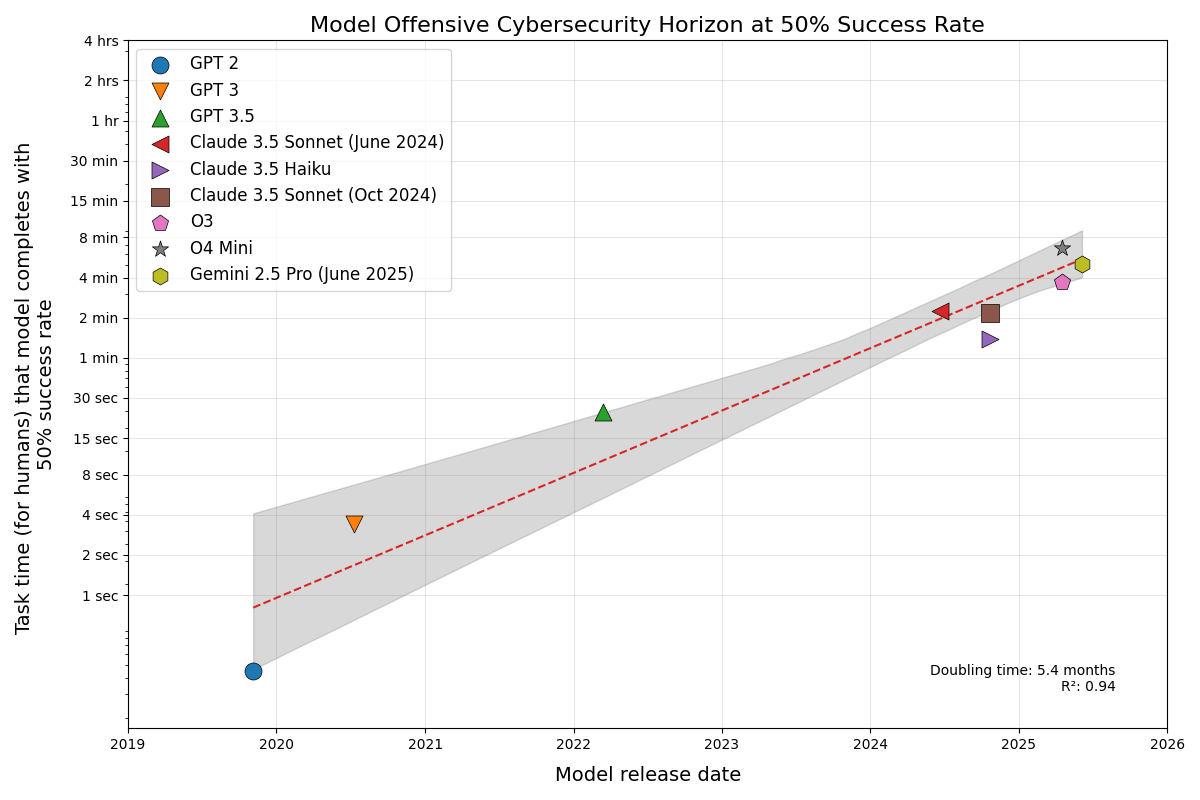 Model Offensive Cybersecurity Horizon at 50% Success Rate
4 hrs
2 hrs
1 hr
30 min
15 min
8 min
4 min
2 min
1 min
30 sec
15 sec
8 sec
4 sec
2 sec
1 sec
Task time (for humans) that model completes with
50% success rate
GPT 2
GPT 3
GPT 3.5
Claude 3.5 Sonnet (June 2024)
Claude 3.5 Haiku
Claude 3.5 Sonnet (Oct 2024)
O3
O4 Mini
Gemini 2.5 Pro (June 2025)
Doubling time: 5.4 months
R²: 0.94
2019
2020
2021
2022
2023
2024
2025
2026
Model release date